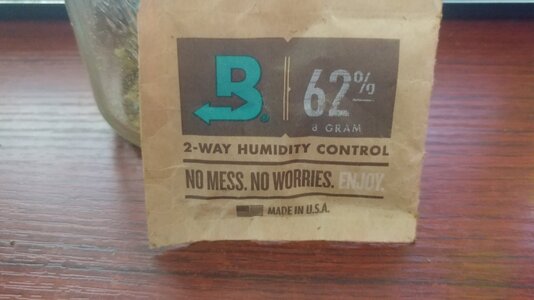 B. 62%
8 GRAM
2-WAY HUMIDITY CONTROL
NO MESS. NO WORRIES. ENJOY.
MADE IN U.S.A.